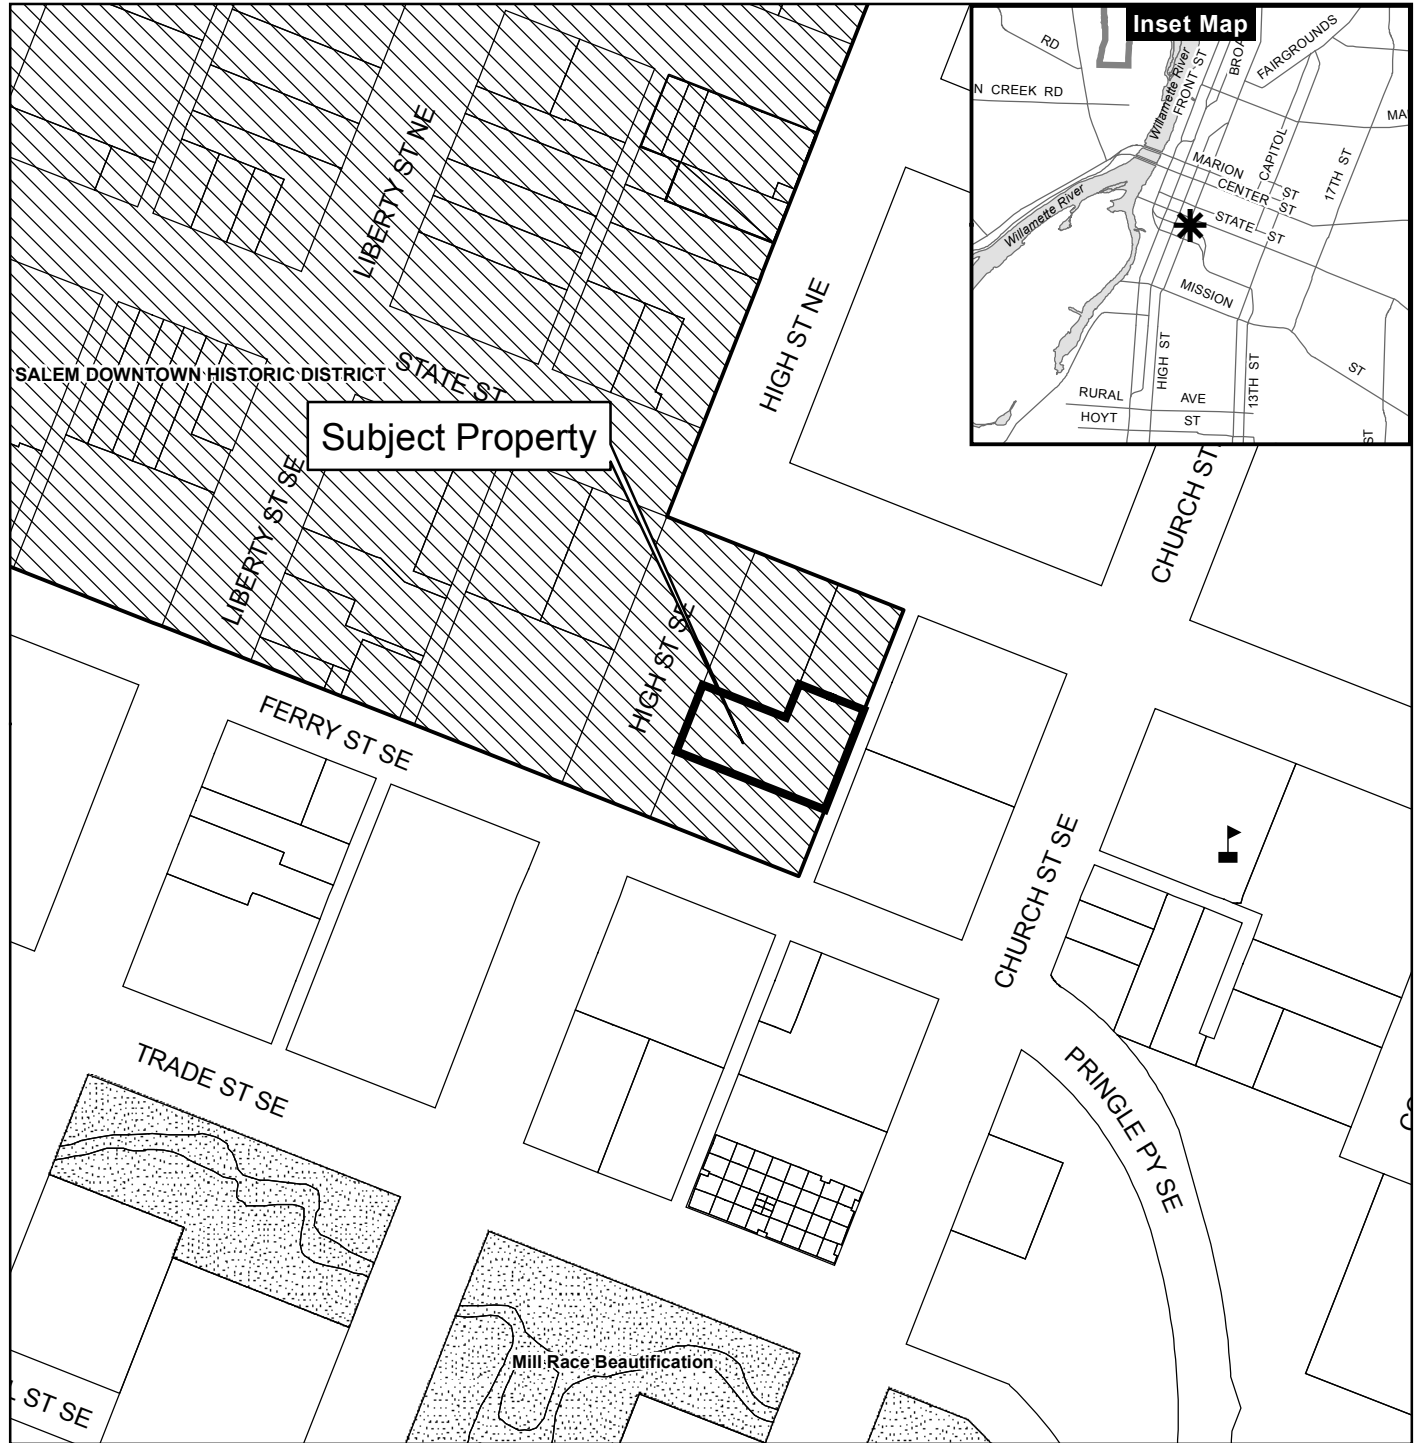 Inset Map
RD
N CREEK RD
Willamette River
FRONT ST
BROA
FAIRGROUNDS
MA
MARION ST
CENTER ST
CAPITOL
17TH ST
Willamette River
STATE ST
MISSION ST
HIGH ST
13TH ST
RURAL AVE
HOYT ST
ST
LIBERTY ST NE
HIGH ST NE
SALEM DOWNTOWN HISTORIC DISTRICT
STATE ST
Subject Property
CHURCH ST
LIBERTY ST SE
HIGH ST SE
FERRY ST SE
CHURCH ST SE
TRADE ST SE
PRINGLE PY SE
CO
Mill Race Beautification
L ST SE